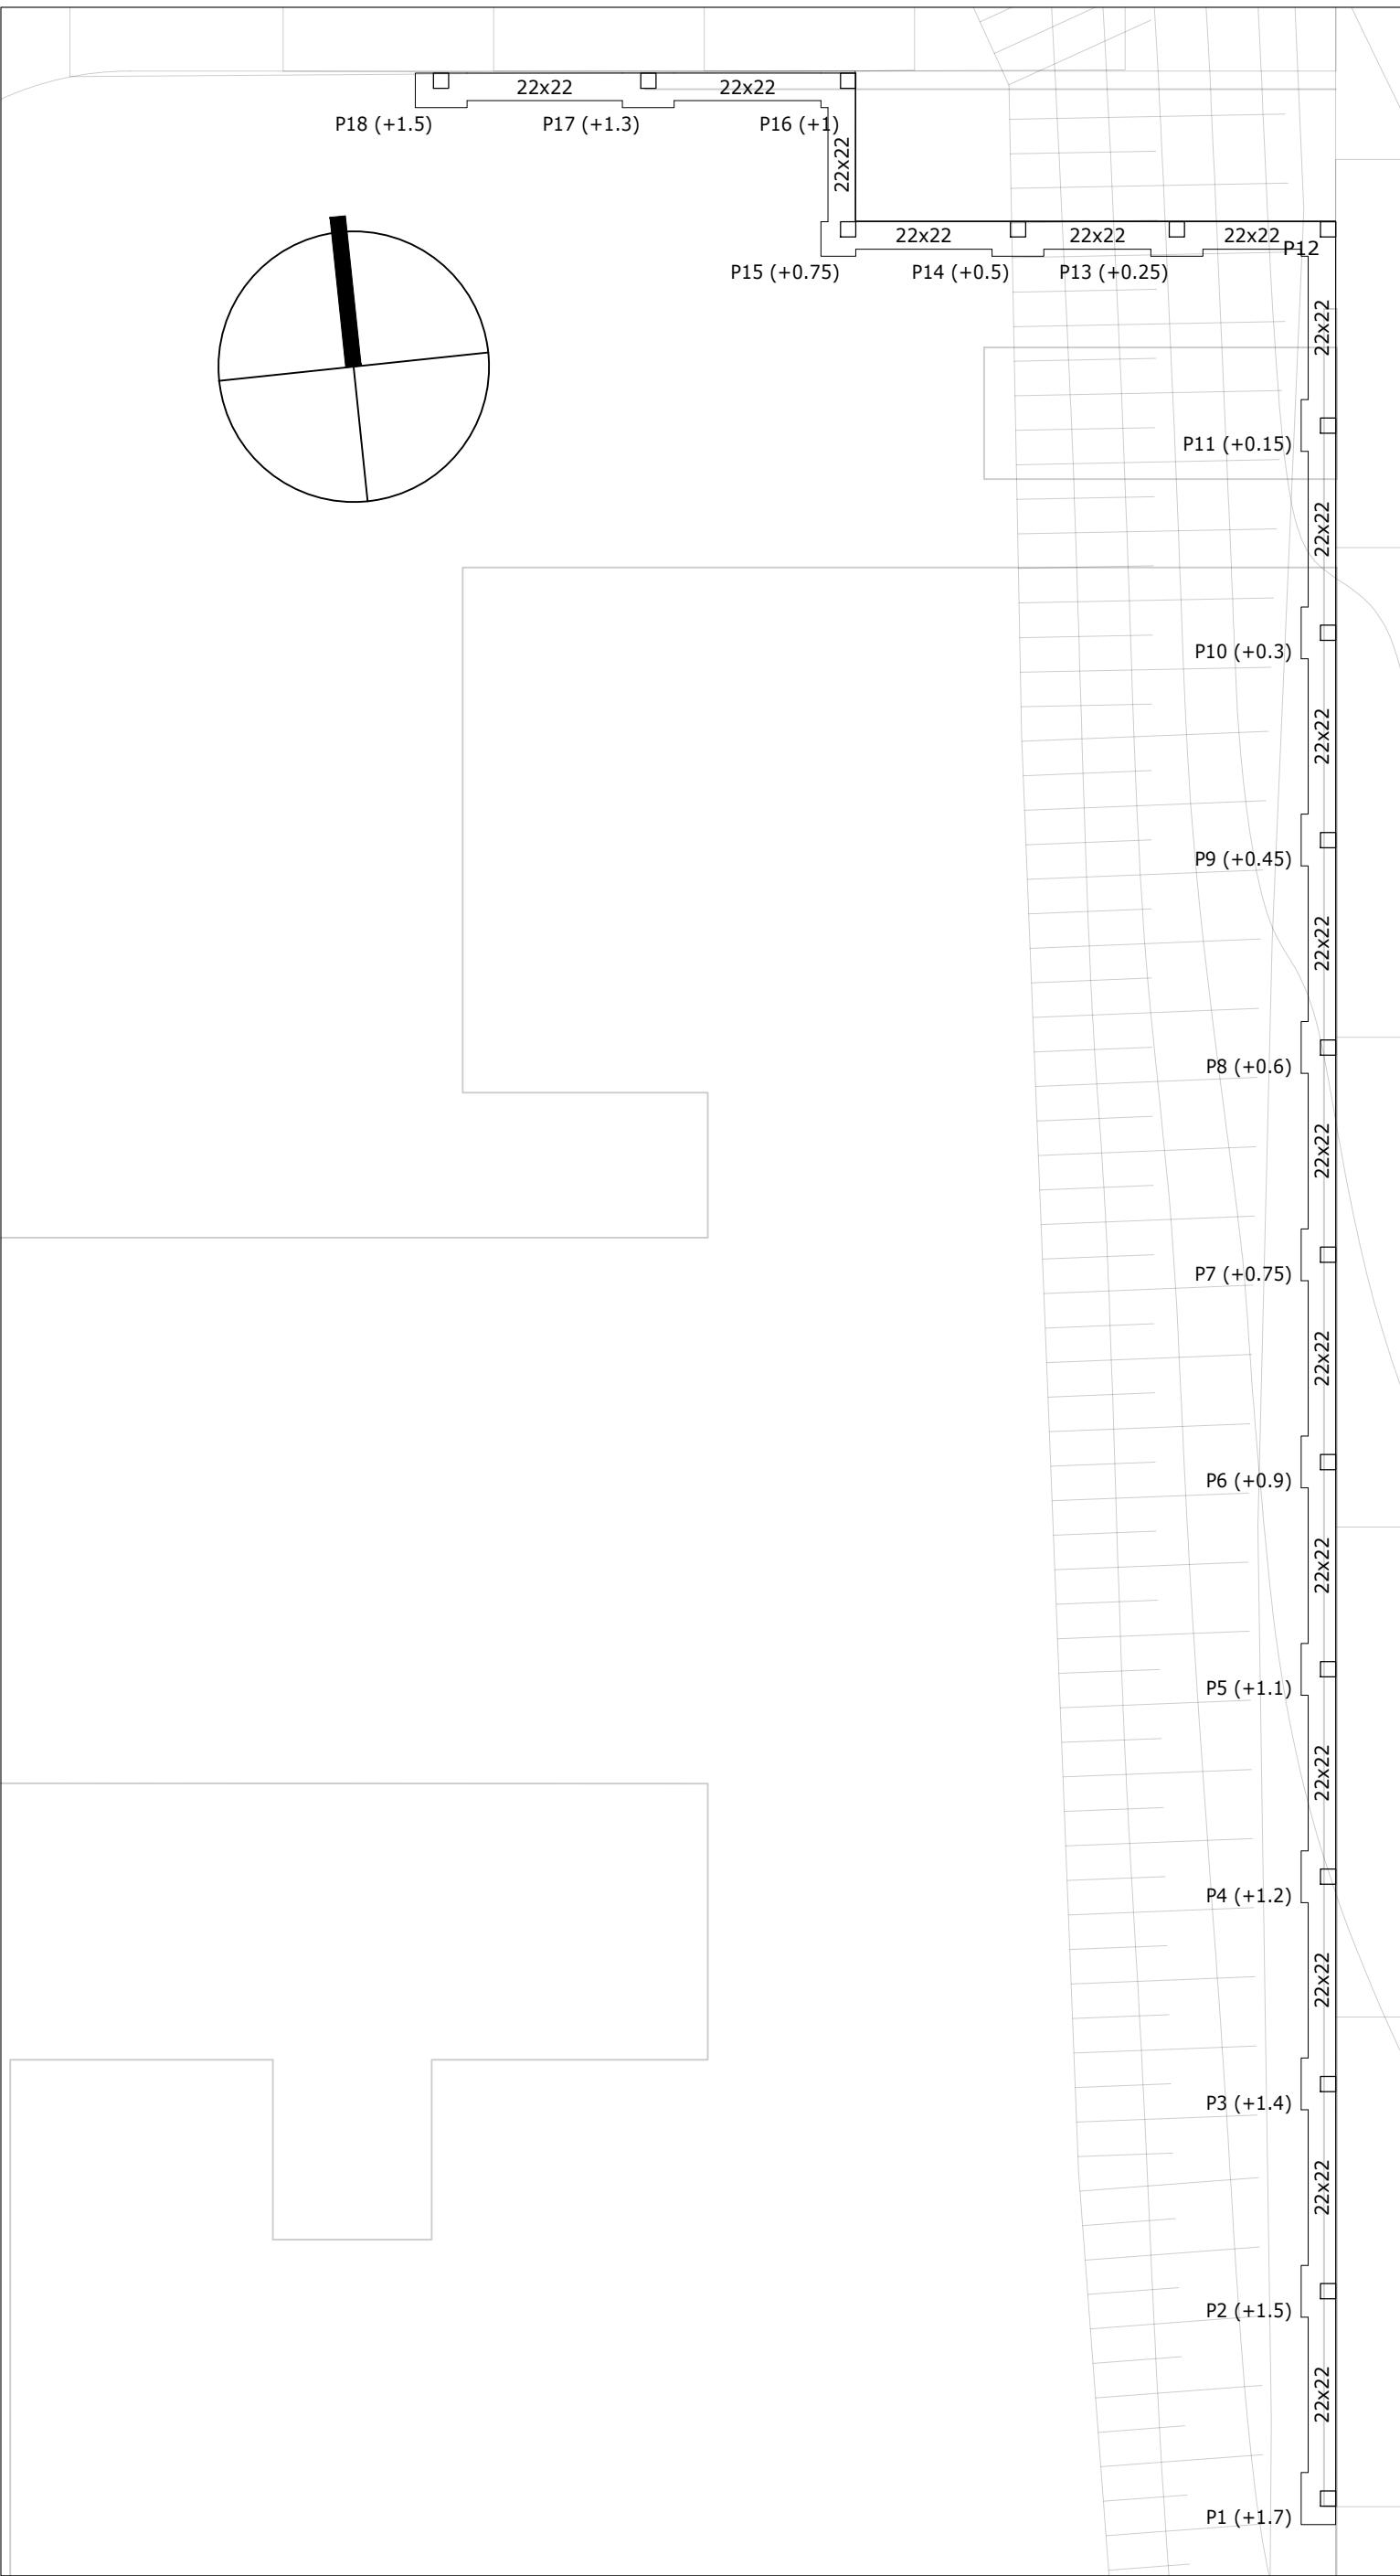 22x22
22x22
P18 (+1.5)
P17 (+1.3)
P16 (+1)
22x22
22x22
22x22
22x22
P12
P15 (+0.75)
P14 (+0.5)
P13 (+0.25)
22x22
P11 (+0.15)
22x22
P10 (+0.3)
22x22
P9 (+0.45)
22x22
P8 (+0.6)
22x22
P7 (+0.75)
22x22
P6 (+0.9)
22x22
P5 (+1.1)
22x22
P4 (+1.2)
22x22
P3 (+1.4)
22x22
P2 (+1.5)
22x22
P1 (+1.7)